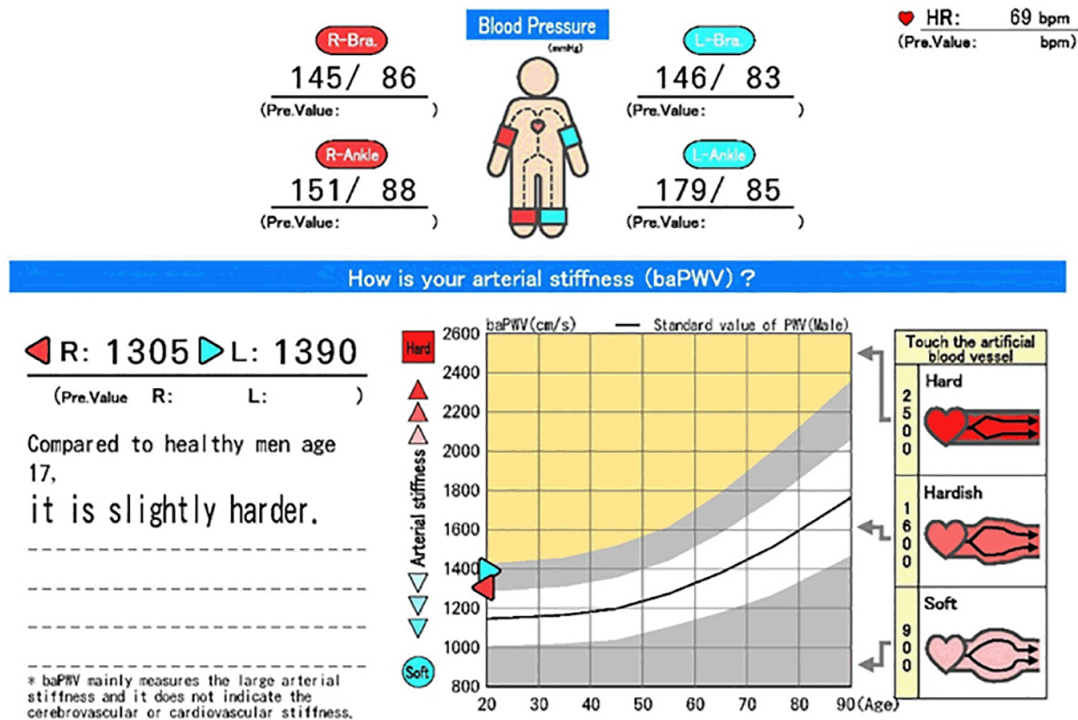 Blood Pressure
(mmHg)
HR: 69 bpm
(Pre.Value: bpm)
R-Bra.
145/ 86
(Pre.Value: )
L-Bra.
146/ 83
(Pre.Value: )
R-Ankle
151/ 88
(Pre.Value: )
L-Ankle
179/ 85
(Pre.Value: )
How is your arterial stiffness (baPWV) ?
R: 1305 L: 1390
(Pre.Value R: L: )
Compared to healthy men age
17,
it is slightly harder.
* baPWV mainly measures the large arterial
stiffness and it does not indicate the
cerebrovascular or cardiovascular stiffness.
Hard
Arterial stiffness
Soft
baPWV(cm/s) Standard value of PWV(Male)
2600
2400
2200
2000
1800
1600
1400
1200
1000
800
20 30 40 50 60 70 80 90(Age)
Touch the artificial
blood vessel
2500
Hard
1600
Hardish
900
Soft